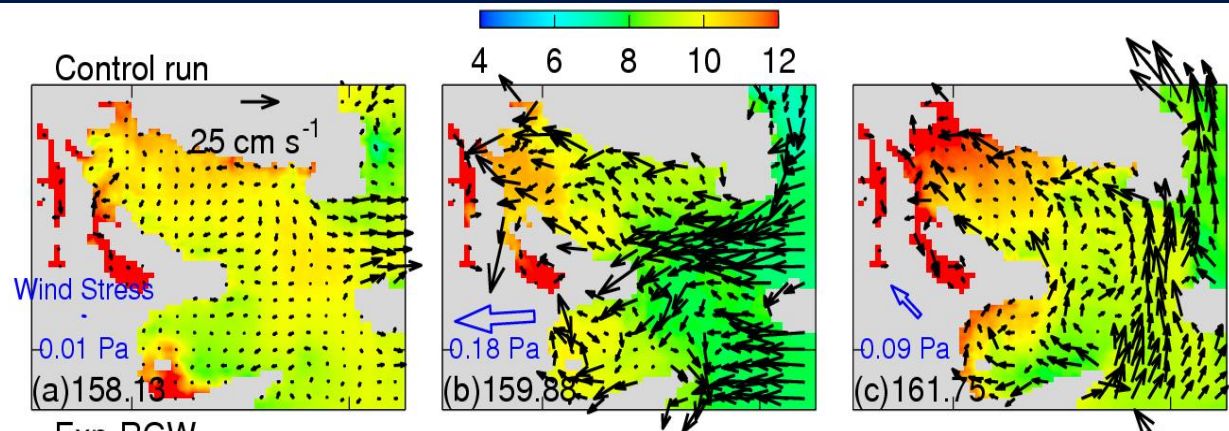 4 6 8 10 12
Control run
25 cm s-1
Wind Stress
0.01 Pa
(a)158.13
0.18 Pa
(b)159.88
0.09 Pa
(c)161.75